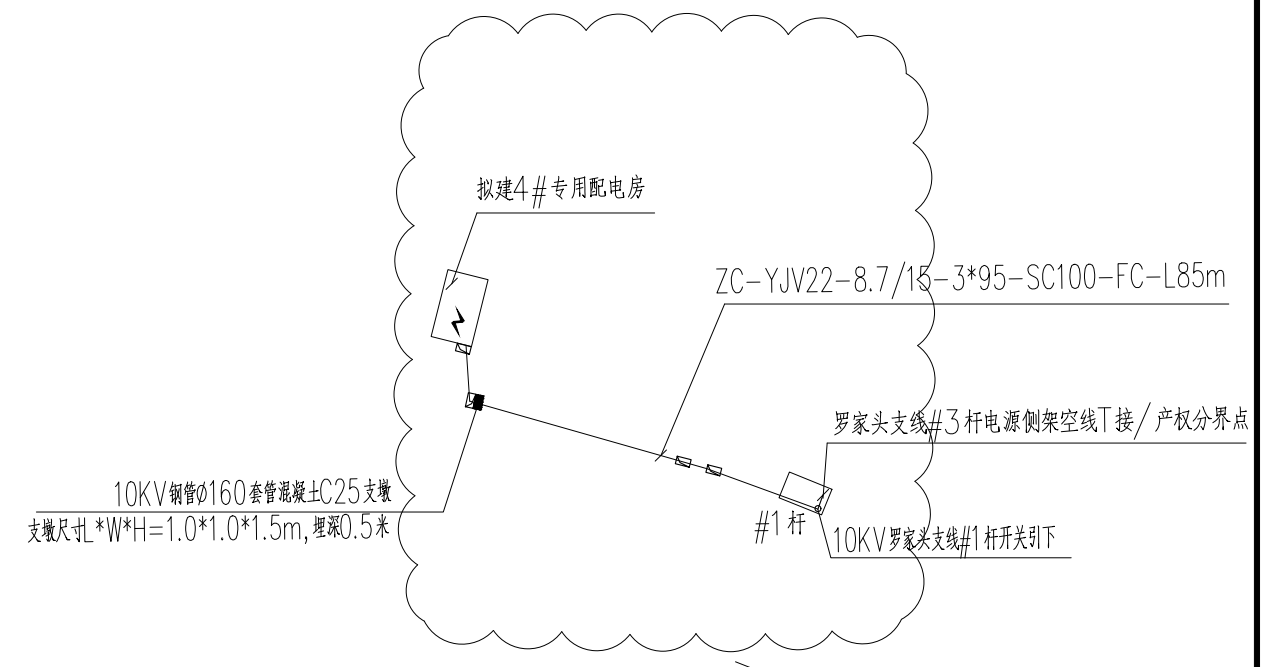 拟建4#专用配电房
ZC-YJV22-8.7/15-3*95-SC100-FC-L85m
罗家头支线#3杆电源侧架空线T接/产权分界点
10KV钢管ø160套管混凝土C25支墩
支墩尺寸L*W*H=1.0*1.0*1.5m,埋深0.5米
#1杆
10KV罗家头支线#1杆开关引下